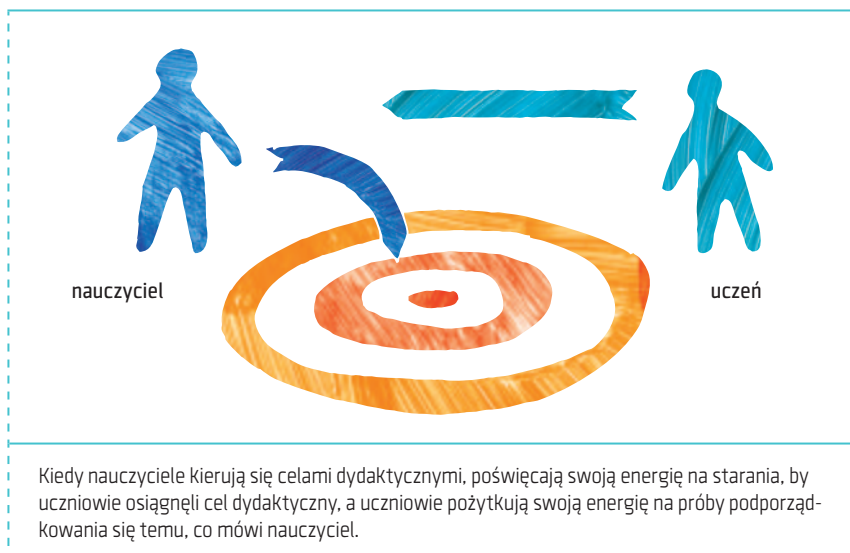 nauczyciel
uczeń
Kiedy nauczyciele kierują się celami dydaktycznymi, poświęcają swoją energię na starania, by
uczniowie osiągnęli cel dydaktyczny, a uczniowie pożytkują swoją energię na próby podporząd-
kowania się temu, co mówi nauczyciel.